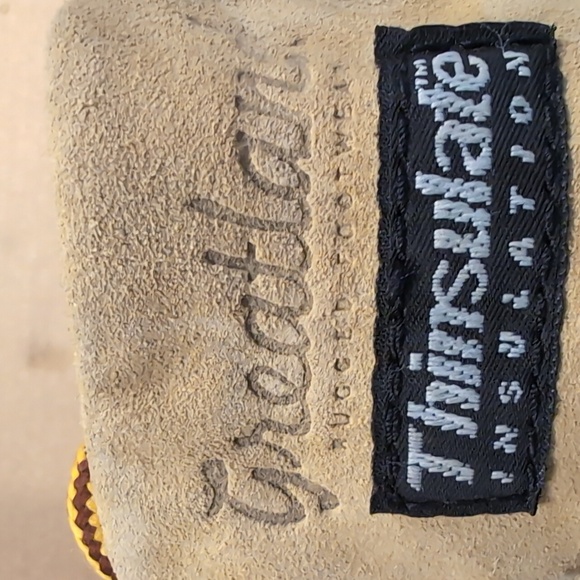 Greatland
RUGGED FOOTWEAR
Thinsulate™
INSULATION